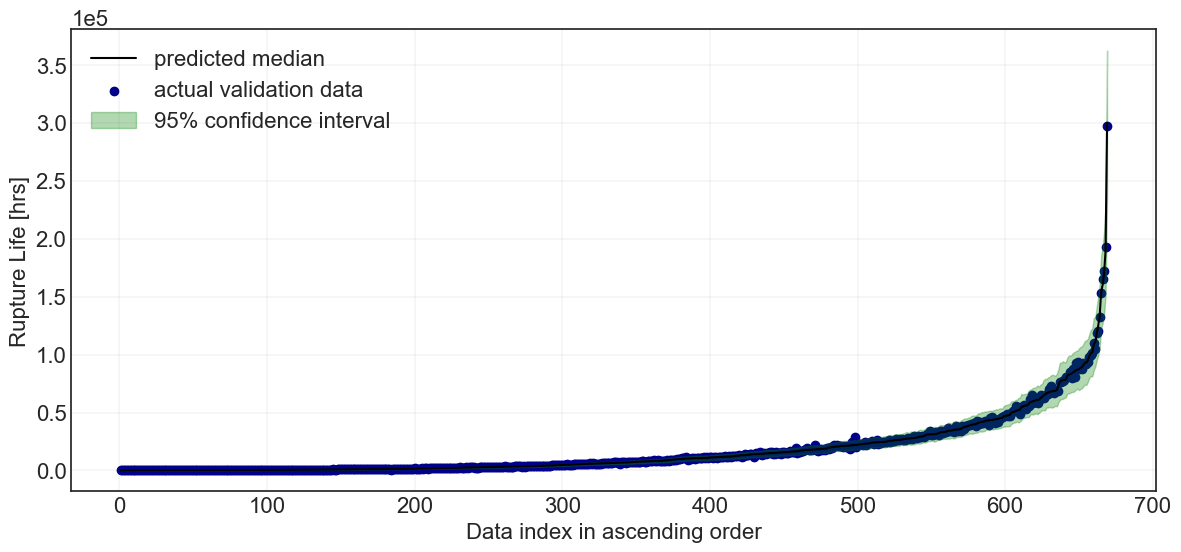 1e5
predicted median
actual validation data
95% confidence interval
3.5
3.0
2.5
2.0
1.5
1.0
0.5
0.0
Rupture Life [hrs]
0 100 200 300 400 500 600 700
Data index in ascending order